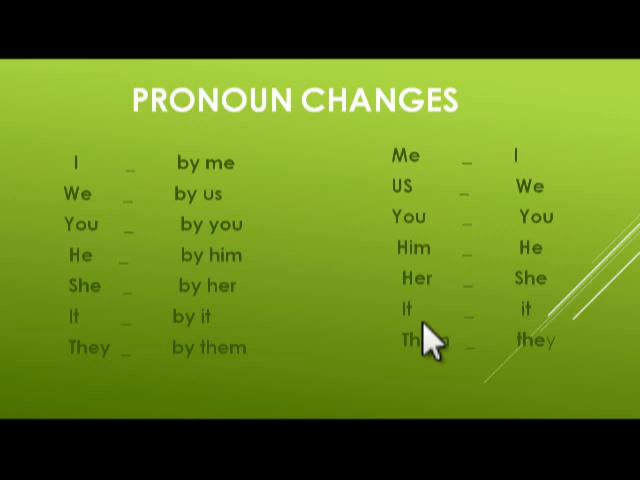 PRONOUN CHANGES
I _ by me
We _ by us
You _ by you
He _ by him
She _ by her
It _ by it
They _ by them
Me _ I
US _ We
You _ You
Him _ He
Her _ She
It _ it
_ they